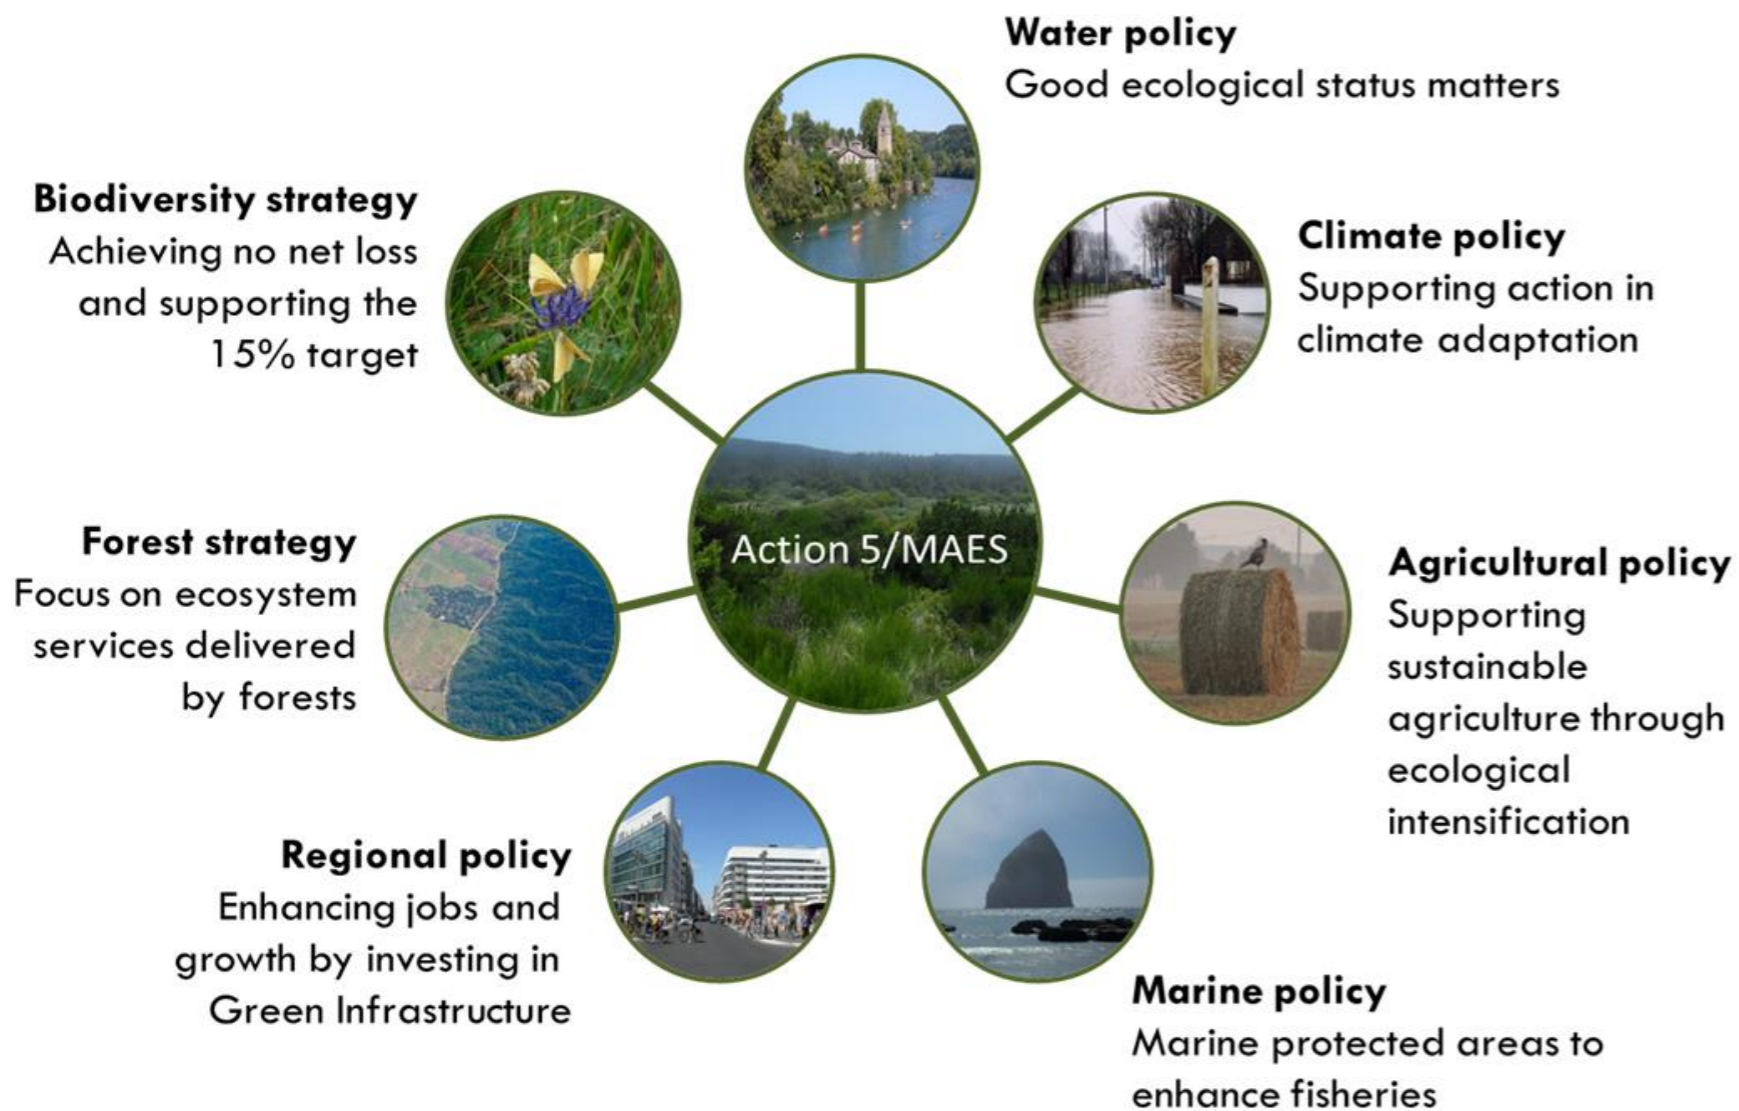 Water policy
Good ecological status matters
Climate policy
Supporting action in
climate adaptation
Agricultural policy
Supporting
sustainable
agriculture through
ecological
intensification
Marine policy
Marine protected areas to
enhance fisheries
Regional policy
Enhancing jobs and
growth by investing in
Green Infrastructure
Forest strategy
Focus on ecosystem
services delivered
by forests
Biodiversity strategy
Achieving no net loss
and supporting the
15% target
Action 5/MAES